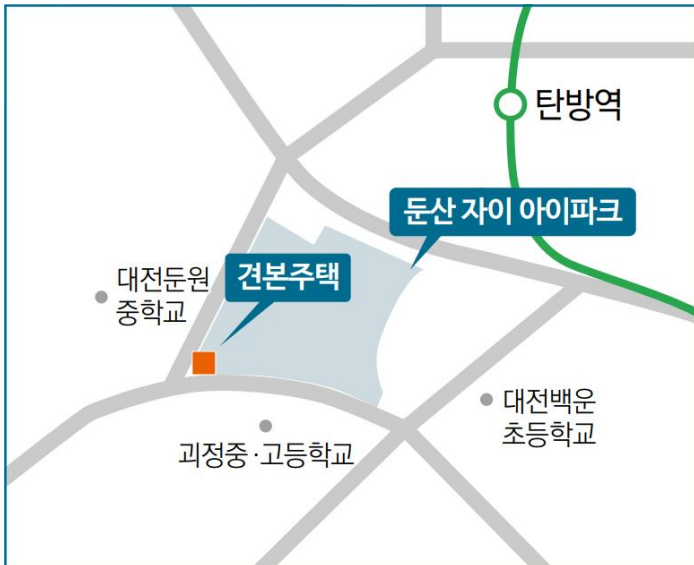 탄방역
둔산 자이 아이파크
대전둔원
중학교
견본주택
대전백운
초등학교
괴정중·고등학교